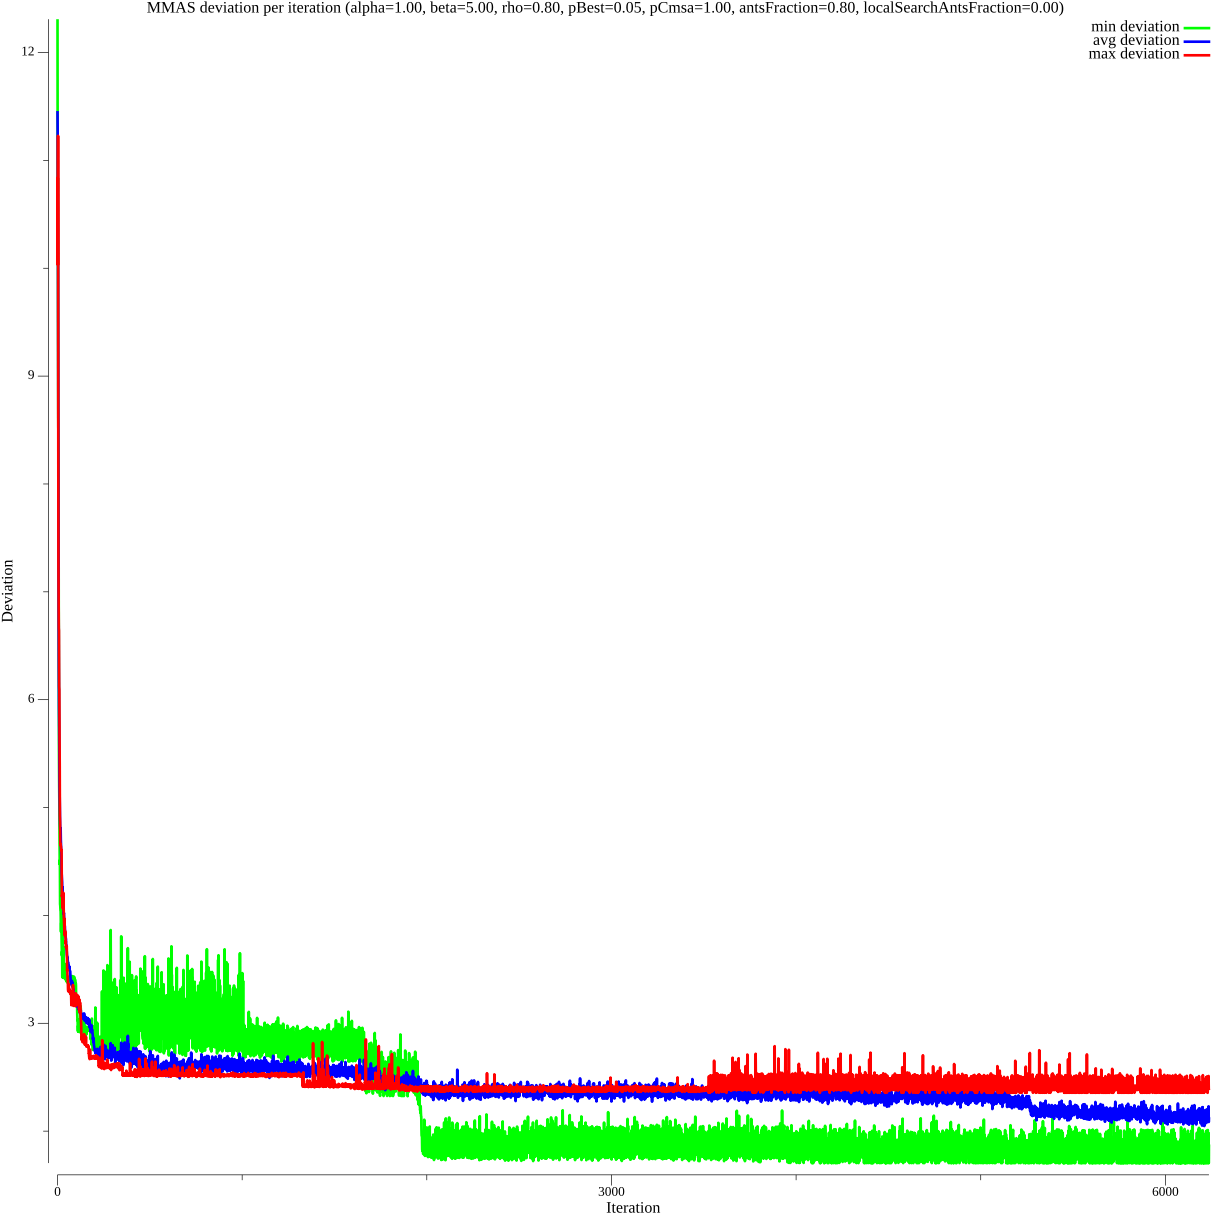 MMAS deviation per iteration (alpha=1.00, beta=5.00, rho=0.80, pBest=0.05, pCmsa=1.00, antsFraction=0.80, localSearchAntsFraction=0.00)
min deviation
avg deviation
max deviation
12
9
6
3
Deviation
0
3000
6000
Iteration